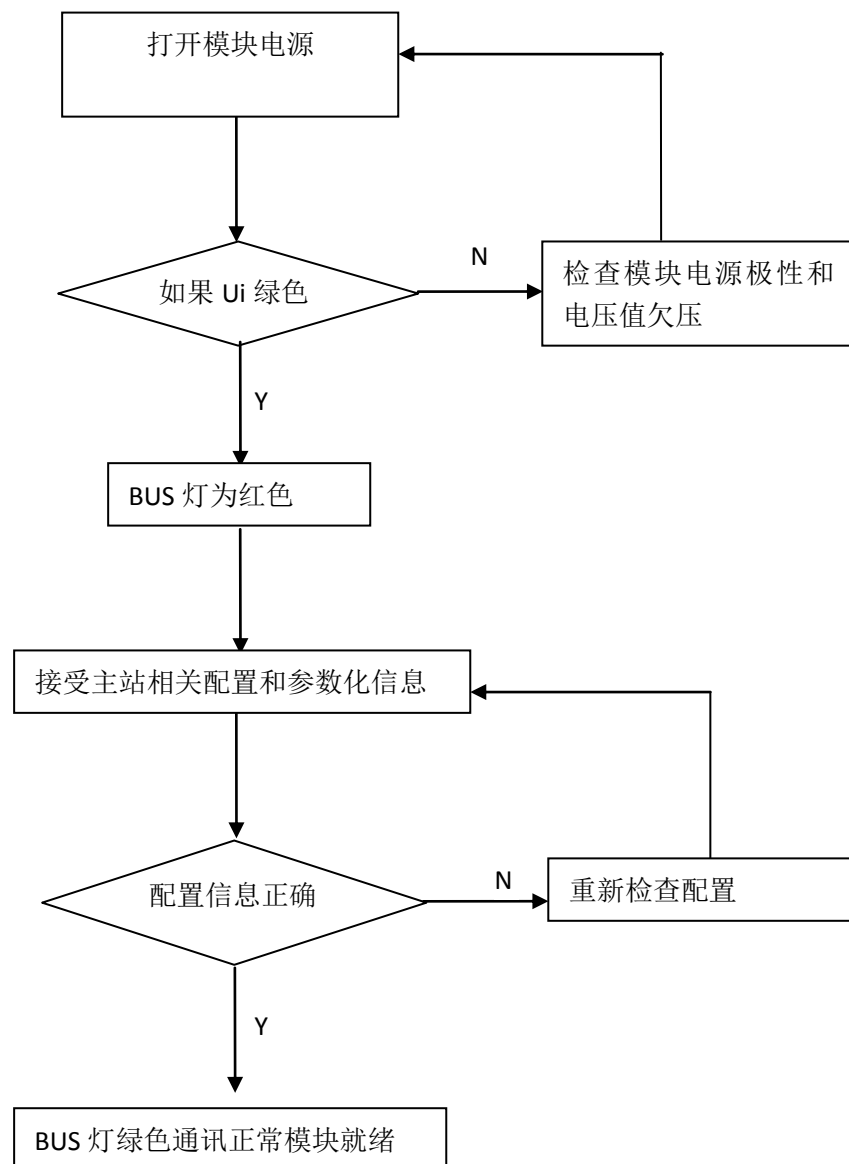 打开模块电源
如果 Ui 绿色
N
检查模块电源极性和
电压值欠压
Y
BUS 灯为红色
接受主站相关配置和参数化信息
配置信息正确
N
重新检查配置
Y
BUS 灯绿色通讯正常模块就绪